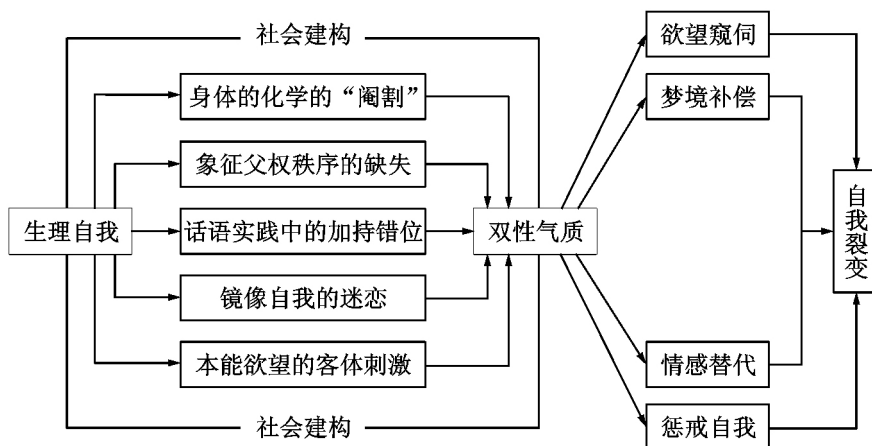 社会建构
欲望窥伺
身体的化学的“阉割”
梦境补偿
象征父权秩序的缺失
生理自我
话语实践中的加持错位
双性气质
自我裂变
镜像自我的迷恋
本能欲望的客体刺激
情感替代
社会建构
惩戒自我